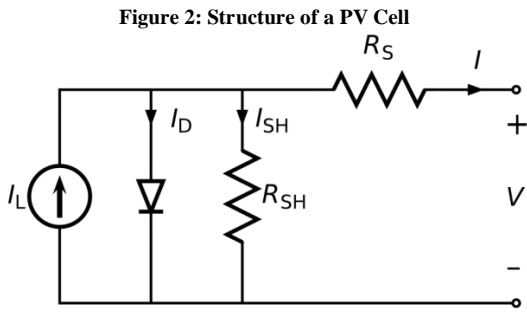 Figure 2: Structure of a PV Cell
RS
I
+
ID
ISH
IL
RSH
V
−